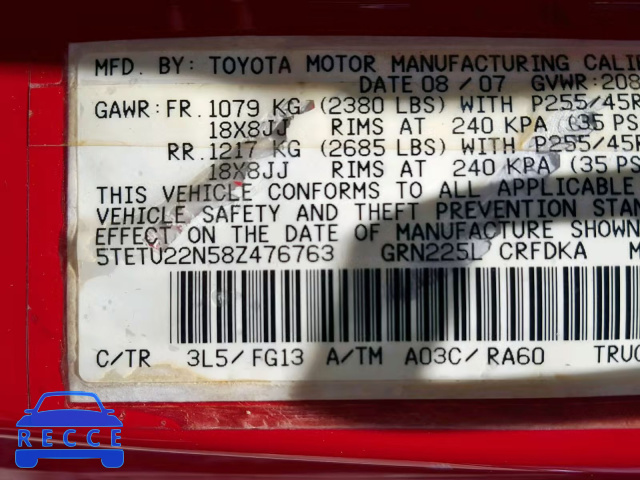 MFD. BY: TOYOTA MOTOR MANUFACTURING CALIF
DATE 08 / 07 GVWR: 208
GAWR: FR. 1079 KG (2380 LBS) WITH P255/45R
18X8JJ RIMS AT 240 KPA (35 PS
RR. 1217 KG (2685 LBS) WITH P255/45R
18X8JJ RIMS AT 240 KPA (35 PS
THIS VEHICLE CONFORMS TO ALL APPLICABLE
VEHICLE SAFETY AND THEFT PREVENTION STAN
EFFECT ON THE DATE OF MANUFACTURE SHOWN
5TETU22N58Z476763 GRN225L CRFDKA M
C/TR 3L5/FG13 A/TM A03C/RA60 TRUC
RECCE